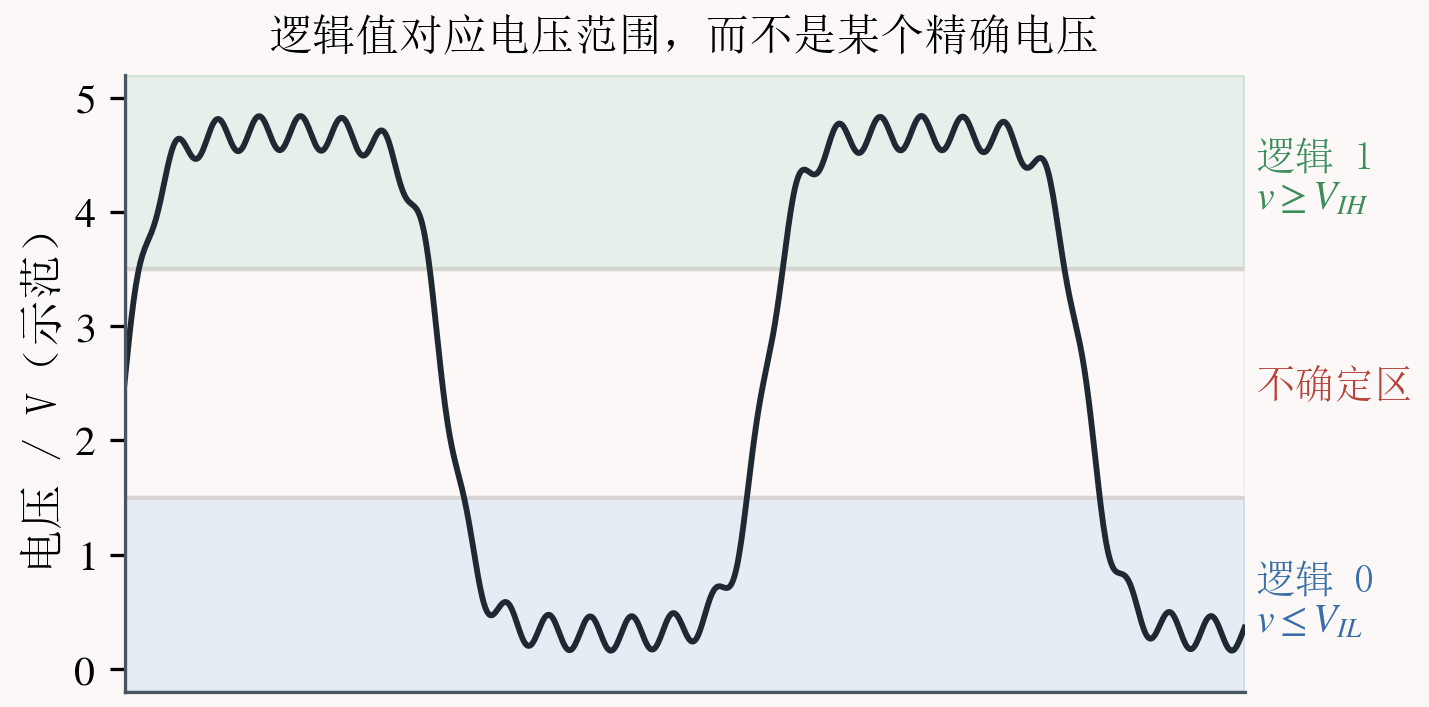 逻辑值对应电压范围，而不是某个精确电压
电压 / V（示范）
5
4
3
2
1
0
逻辑 1
v ≥ V_IH
不确定区
逻辑 0
v ≤ V_IL